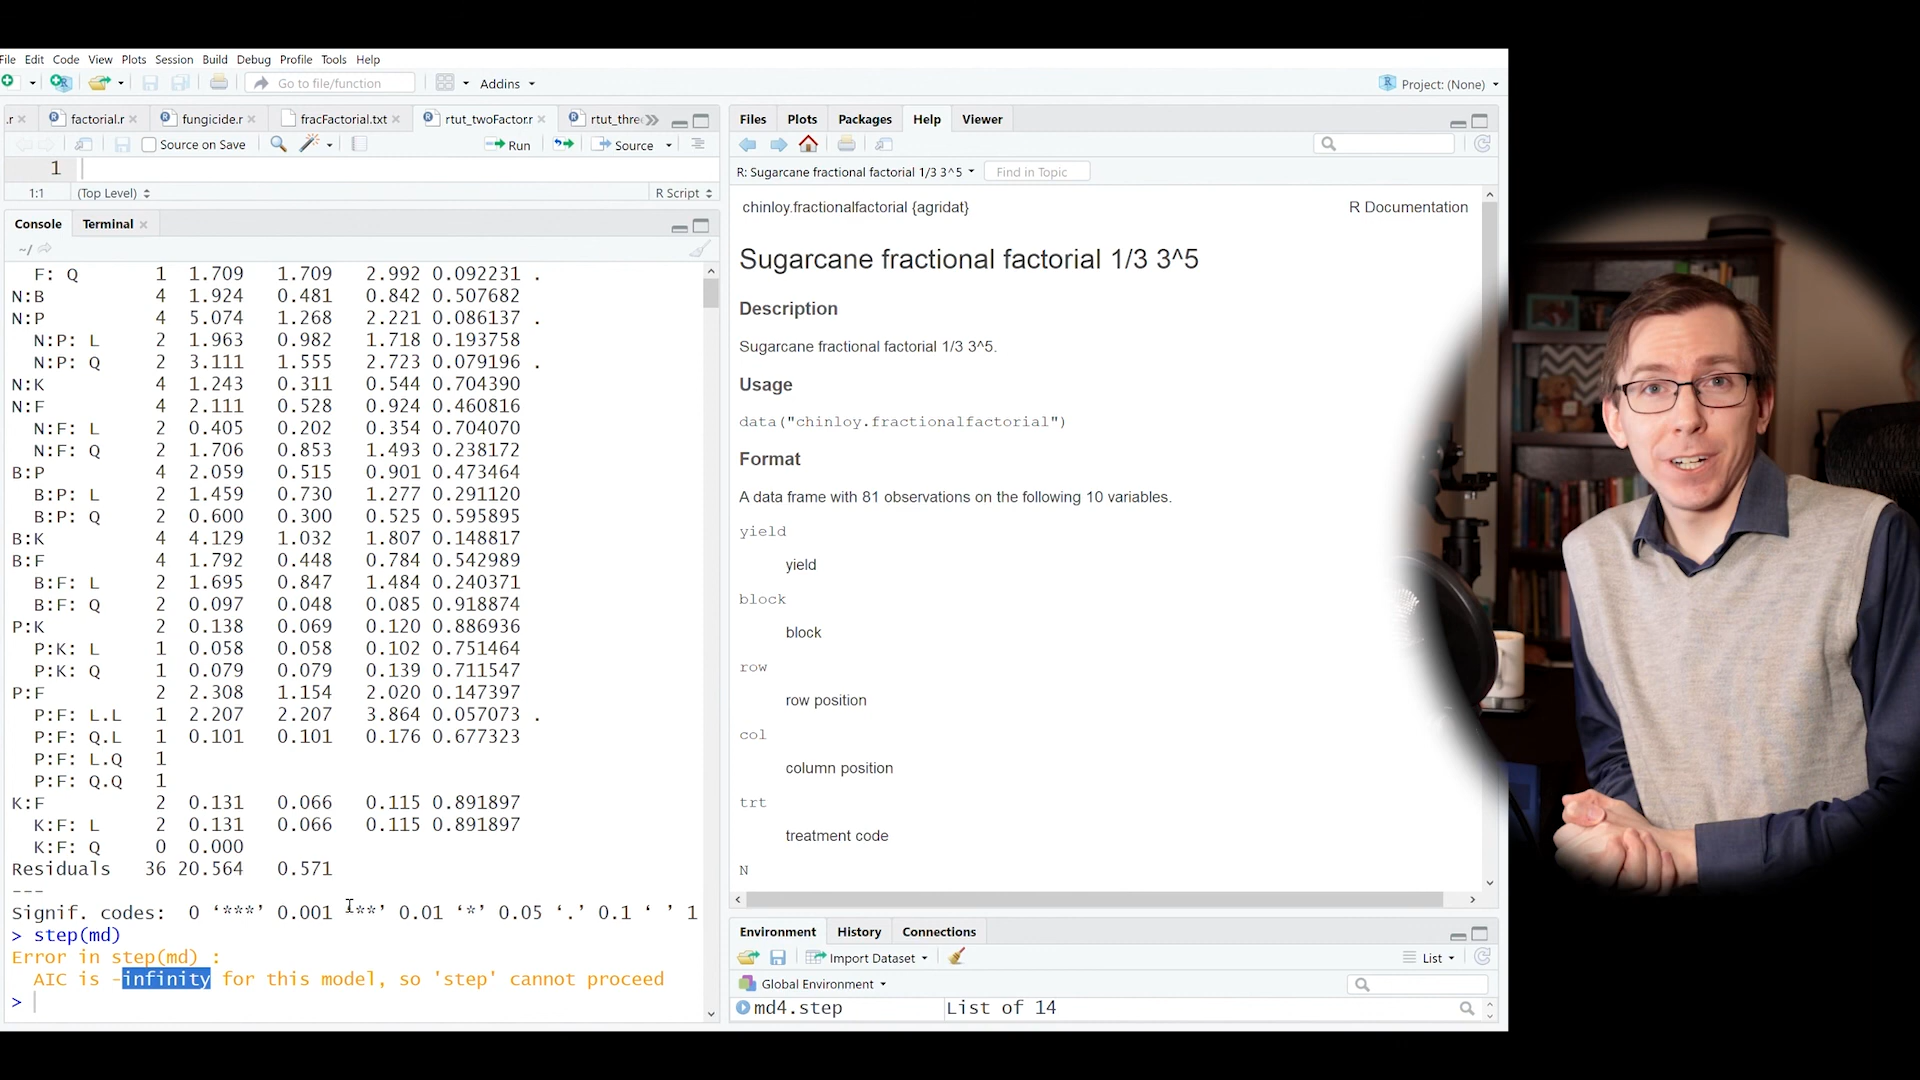 File Edit Code View Plots Session Build Debug Profile Tools Help
Go to file/function
Addins
Project: (None)
.r factorial.r fungicide.r fracFactorial.txt rtut_twoFactor.r rtut_thre
Source on Save Run Source
1
1:1 (Top Level) R Script
Console Terminal
~/
F: Q 1 1.709 1.709 2.992 0.092231 .
N:B 4 1.924 0.481 0.842 0.507682
N:P 4 5.074 1.268 2.221 0.086137 .
N:P: L 2 1.963 0.982 1.718 0.193758
N:P: Q 2 3.111 1.555 2.723 0.079196 .
N:K 4 1.243 0.311 0.544 0.704390
N:F 4 2.111 0.528 0.924 0.460816
N:F: L 2 0.405 0.202 0.354 0.704070
N:F: Q 2 1.706 0.853 1.493 0.238172
B:P 4 2.059 0.515 0.901 0.473464
B:P: L 2 1.459 0.730 1.277 0.291120
B:P: Q 2 0.600 0.300 0.525 0.595895
B:K 4 4.129 1.032 1.807 0.148817
B:F 4 1.792 0.448 0.784 0.542989
B:F: L 2 1.695 0.847 1.484 0.240371
B:F: Q 2 0.097 0.048 0.085 0.918874
P:K 2 0.138 0.069 0.120 0.886936
P:K: L 1 0.058 0.058 0.102 0.751464
P:K: Q 1 0.079 0.079 0.139 0.711547
P:F 2 2.308 1.154 2.020 0.147397
P:F: L.L 1 2.207 2.207 3.864 0.057073 .
P:F: Q.L 1 0.101 0.101 0.176 0.677323
P:F: L.Q 1
P:F: Q.Q 1
K:F 2 0.131 0.066 0.115 0.891897
K:F: L 2 0.131 0.066 0.115 0.891897
K:F: Q 0 0.000
Residuals 36 20.564 0.571
---
Signif. codes: 0 ‘***’ 0.001 ‘**’ 0.01 ‘*’ 0.05 ‘.’ 0.1 ‘ ’ 1
> step(md)
Error in step(md) :
AIC is -infinity for this model, so 'step' cannot proceed
>
Files Plots Packages Help Viewer
R: Sugarcane fractional factorial 1/3 3^5 Find in Topic
chinloy.fractionalfactorial {agridat} R Documentation
Sugarcane fractional factorial 1/3 3^5
Description
Sugarcane fractional factorial 1/3 3^5.
Usage
data("chinloy.fractionalfactorial")
Format
A data frame with 81 observations on the following 10 variables.
yield
yield
block
block
row
row position
col
column position
trt
treatment code
N
Environment History Connections
Import Dataset List
Global Environment
md4.step List of 14